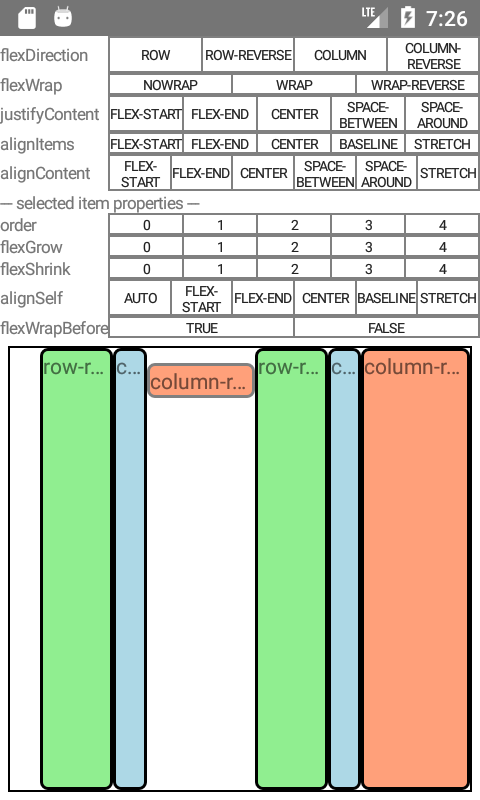 LTE 7:26
flexDirection ROW ROW-REVERSE COLUMN COLUMN-REVERSE
flexWrap NOWRAP WRAP WRAP-REVERSE
justifyContent FLEX-START FLEX-END CENTER SPACE-BETWEEN SPACE-AROUND
alignItems FLEX-START FLEX-END CENTER BASELINE STRETCH
alignContent FLEX-START FLEX-END CENTER SPACE-BETWEEN SPACE-AROUND STRETCH
--- selected item properties ---
order 0 1 2 3 4
flexGrow 0 1 2 3 4
flexShrink 0 1 2 3 4
alignSelf AUTO FLEX-START FLEX-END CENTER BASELINE STRETCH
flexWrapBefore TRUE FALSE
row-r... c... column-r... row-r... c... column-r...